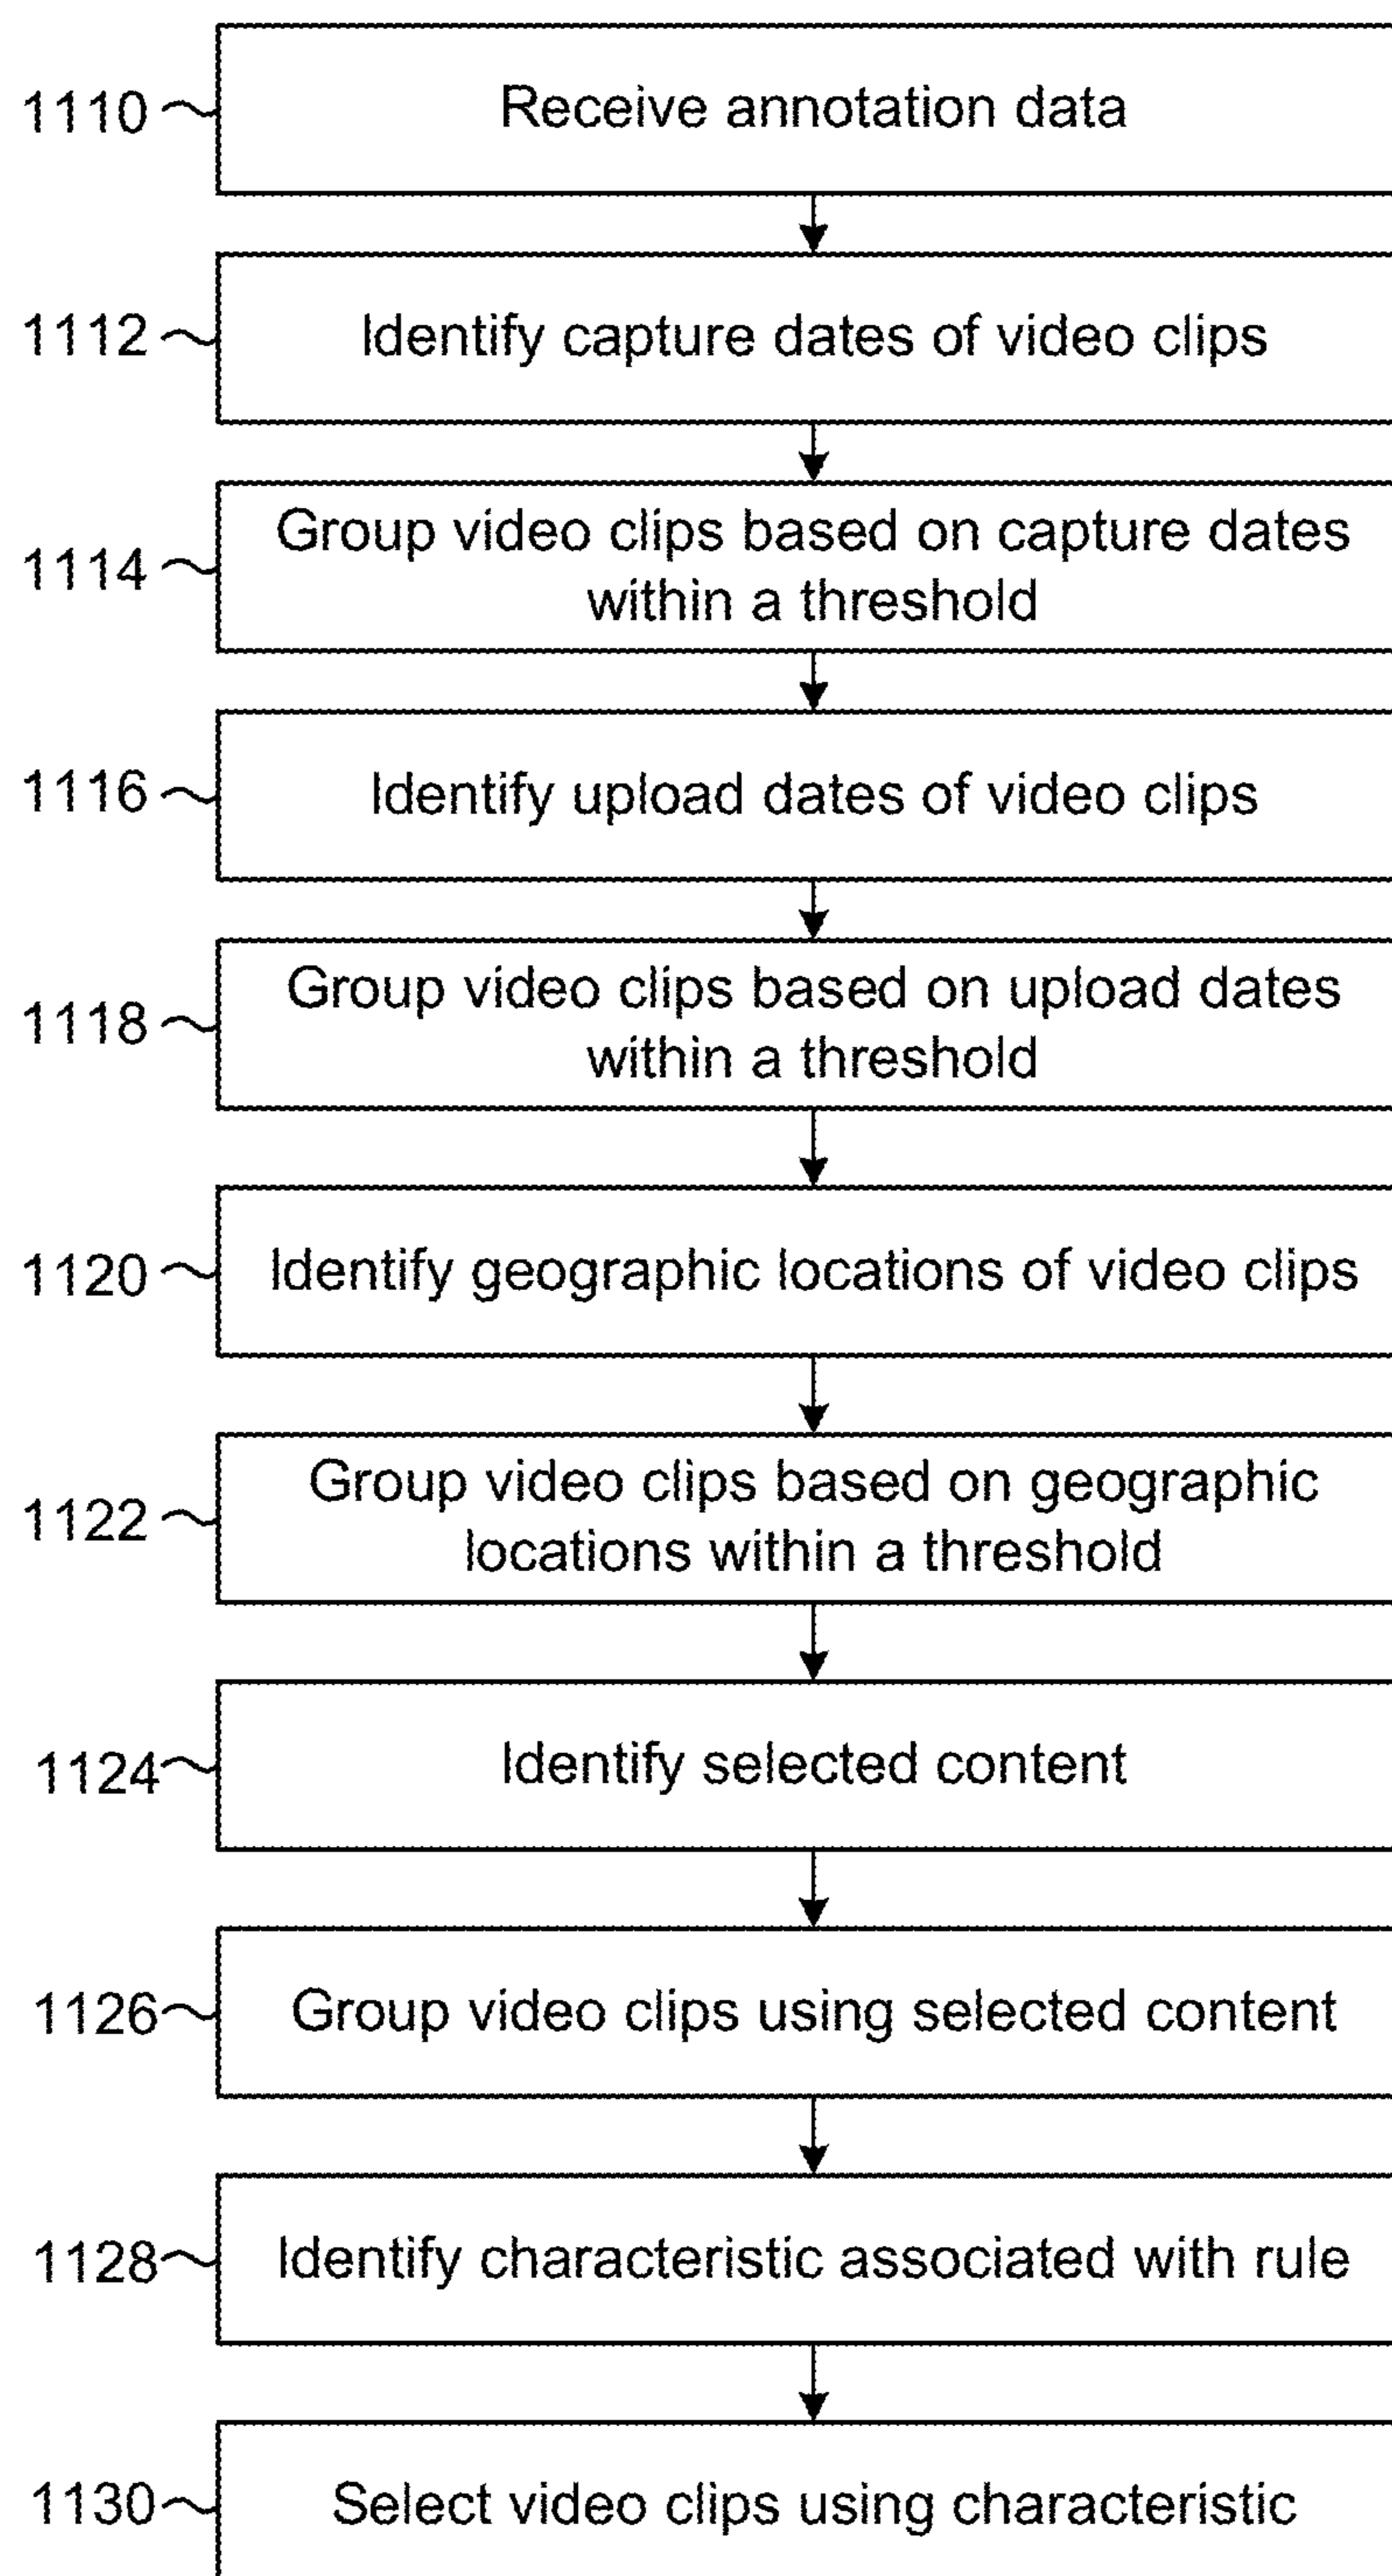 1110 Receive annotation data
1112 Identify capture dates of video clips
1114 Group video clips based on capture dates
within a threshold
1116 Identify upload dates of video clips
1118 Group video clips based on upload dates
within a threshold
1120 Identify geographic locations of video clips
1122 Group video clips based on geographic
locations within a threshold
1124 Identify selected content
1126 Group video clips using selected content
1128 Identify characteristic associated with rule
1130 Select video clips using characteristic